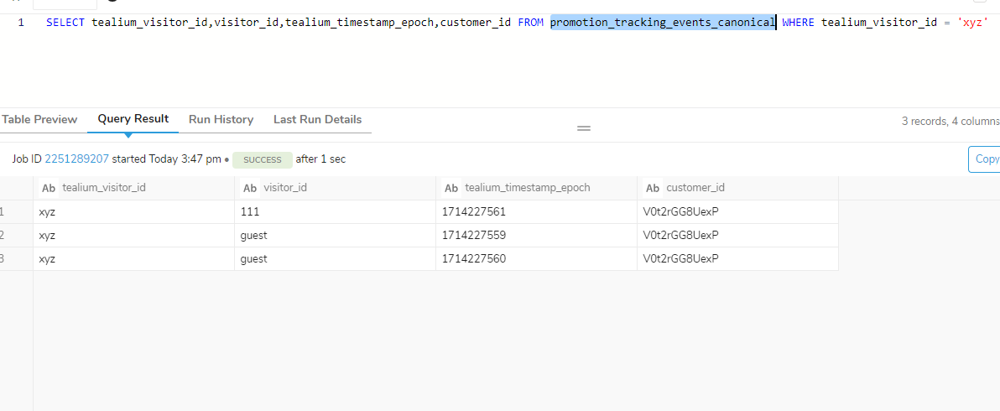 1 SELECT tealium_visitor_id,visitor_id,tealium_timestamp_epoch,customer_id FROM promotion_tracking_events_canonical WHERE tealium_visitor_id = 'xyz'
Table Preview Query Result Run History Last Run Details 3 records, 4 columns
Job ID 2251289207 started Today 3:47 pm • SUCCESS after 1 sec Copy
Ab tealium_visitor_id Ab visitor_id Ab tealium_timestamp_epoch Ab customer_id
1 xyz 111 1714227561 V0t2rGG8UexP
2 xyz guest 1714227559 V0t2rGG8UexP
3 xyz guest 1714227560 V0t2rGG8UexP